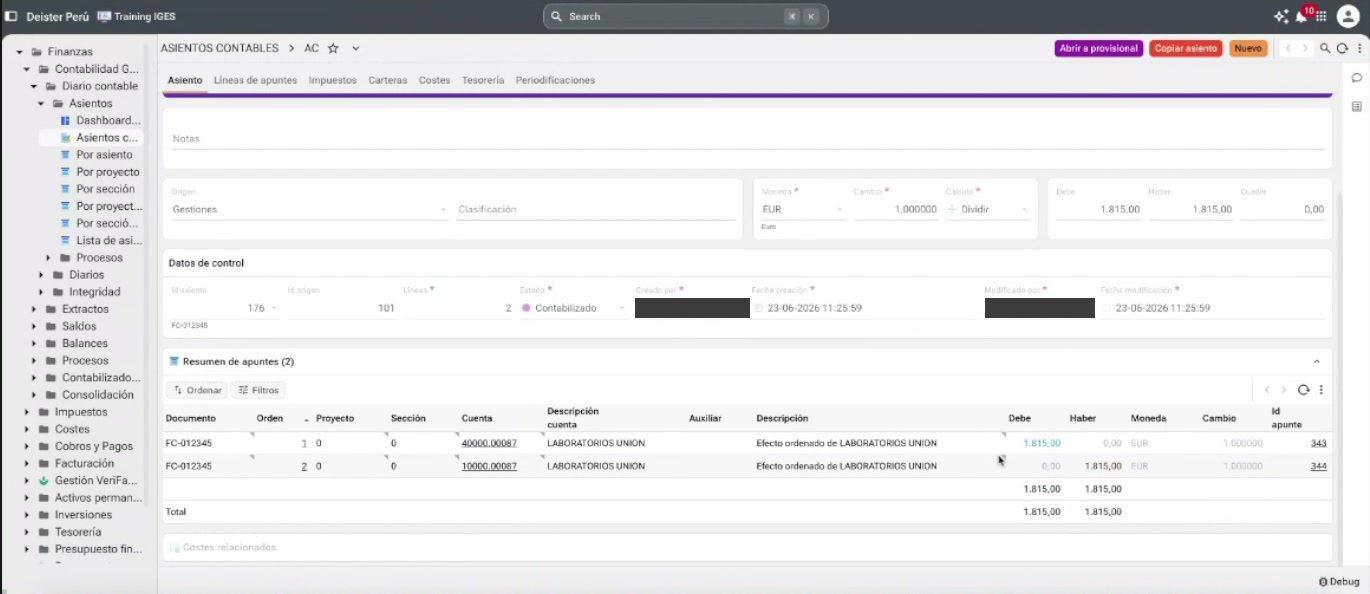 Deister Perú Training IGES Search ⌘ K 10
Finanzas
Contabilidad G...
Diario contable
Asientos
Dashboard...
Asientos c...
Por asiento
Por proyecto
Por sección
Por proyect...
Por secció...
Lista de asi...
Procesos
Diarios
Integridad
Extractos
Saldos
Balances
Procesos
Contabilizado...
Consolidación
Impuestos
Costes
Cobros y Pagos
Facturación
Gestión VeriFa...
Activos perman...
Inversiones
Tesorería
Presupuesto fin...
ASIENTOS CONTABLES > AC
Abrir a provisional Copiar asiento Nuevo
Asiento Líneas de apuntes Impuestos Carteras Costes Tesorería Periodificaciones
Notas
Origen
Gestiones Clasificación
Moneda * Cambio * Cálculo *
EUR 1,000000 Dividir
Euro
Debe Haber Cuadre
1.815,00 1.815,00 0,00
Datos de control
Id asiento Id origen Líneas * Estado * Creado por * Fecha creación * Modificado por * Fecha modificación *
176 101 2 Contabilizado 23-06-2026 11:25:59 23-06-2026 11:25:59
FC-012345
Resumen de apuntes (2)
Ordenar Filtros
Documento Orden Proyecto Sección Cuenta Descripción cuenta Auxiliar Descripción Debe Haber Moneda Cambio Id apunte
FC-012345 1 0 0 40000.00087 LABORATORIOS UNION Efecto ordenado de LABORATORIOS UNION 1.815,00 0,00 EUR 1,000000 343
FC-012345 2 0 0 10000.00087 LABORATORIOS UNION Efecto ordenado de LABORATORIOS UNION 0,00 1.815,00 EUR 1,000000 344
1.815,00 1.815,00
Total 1.815,00 1.815,00
Costes relacionados
Debug